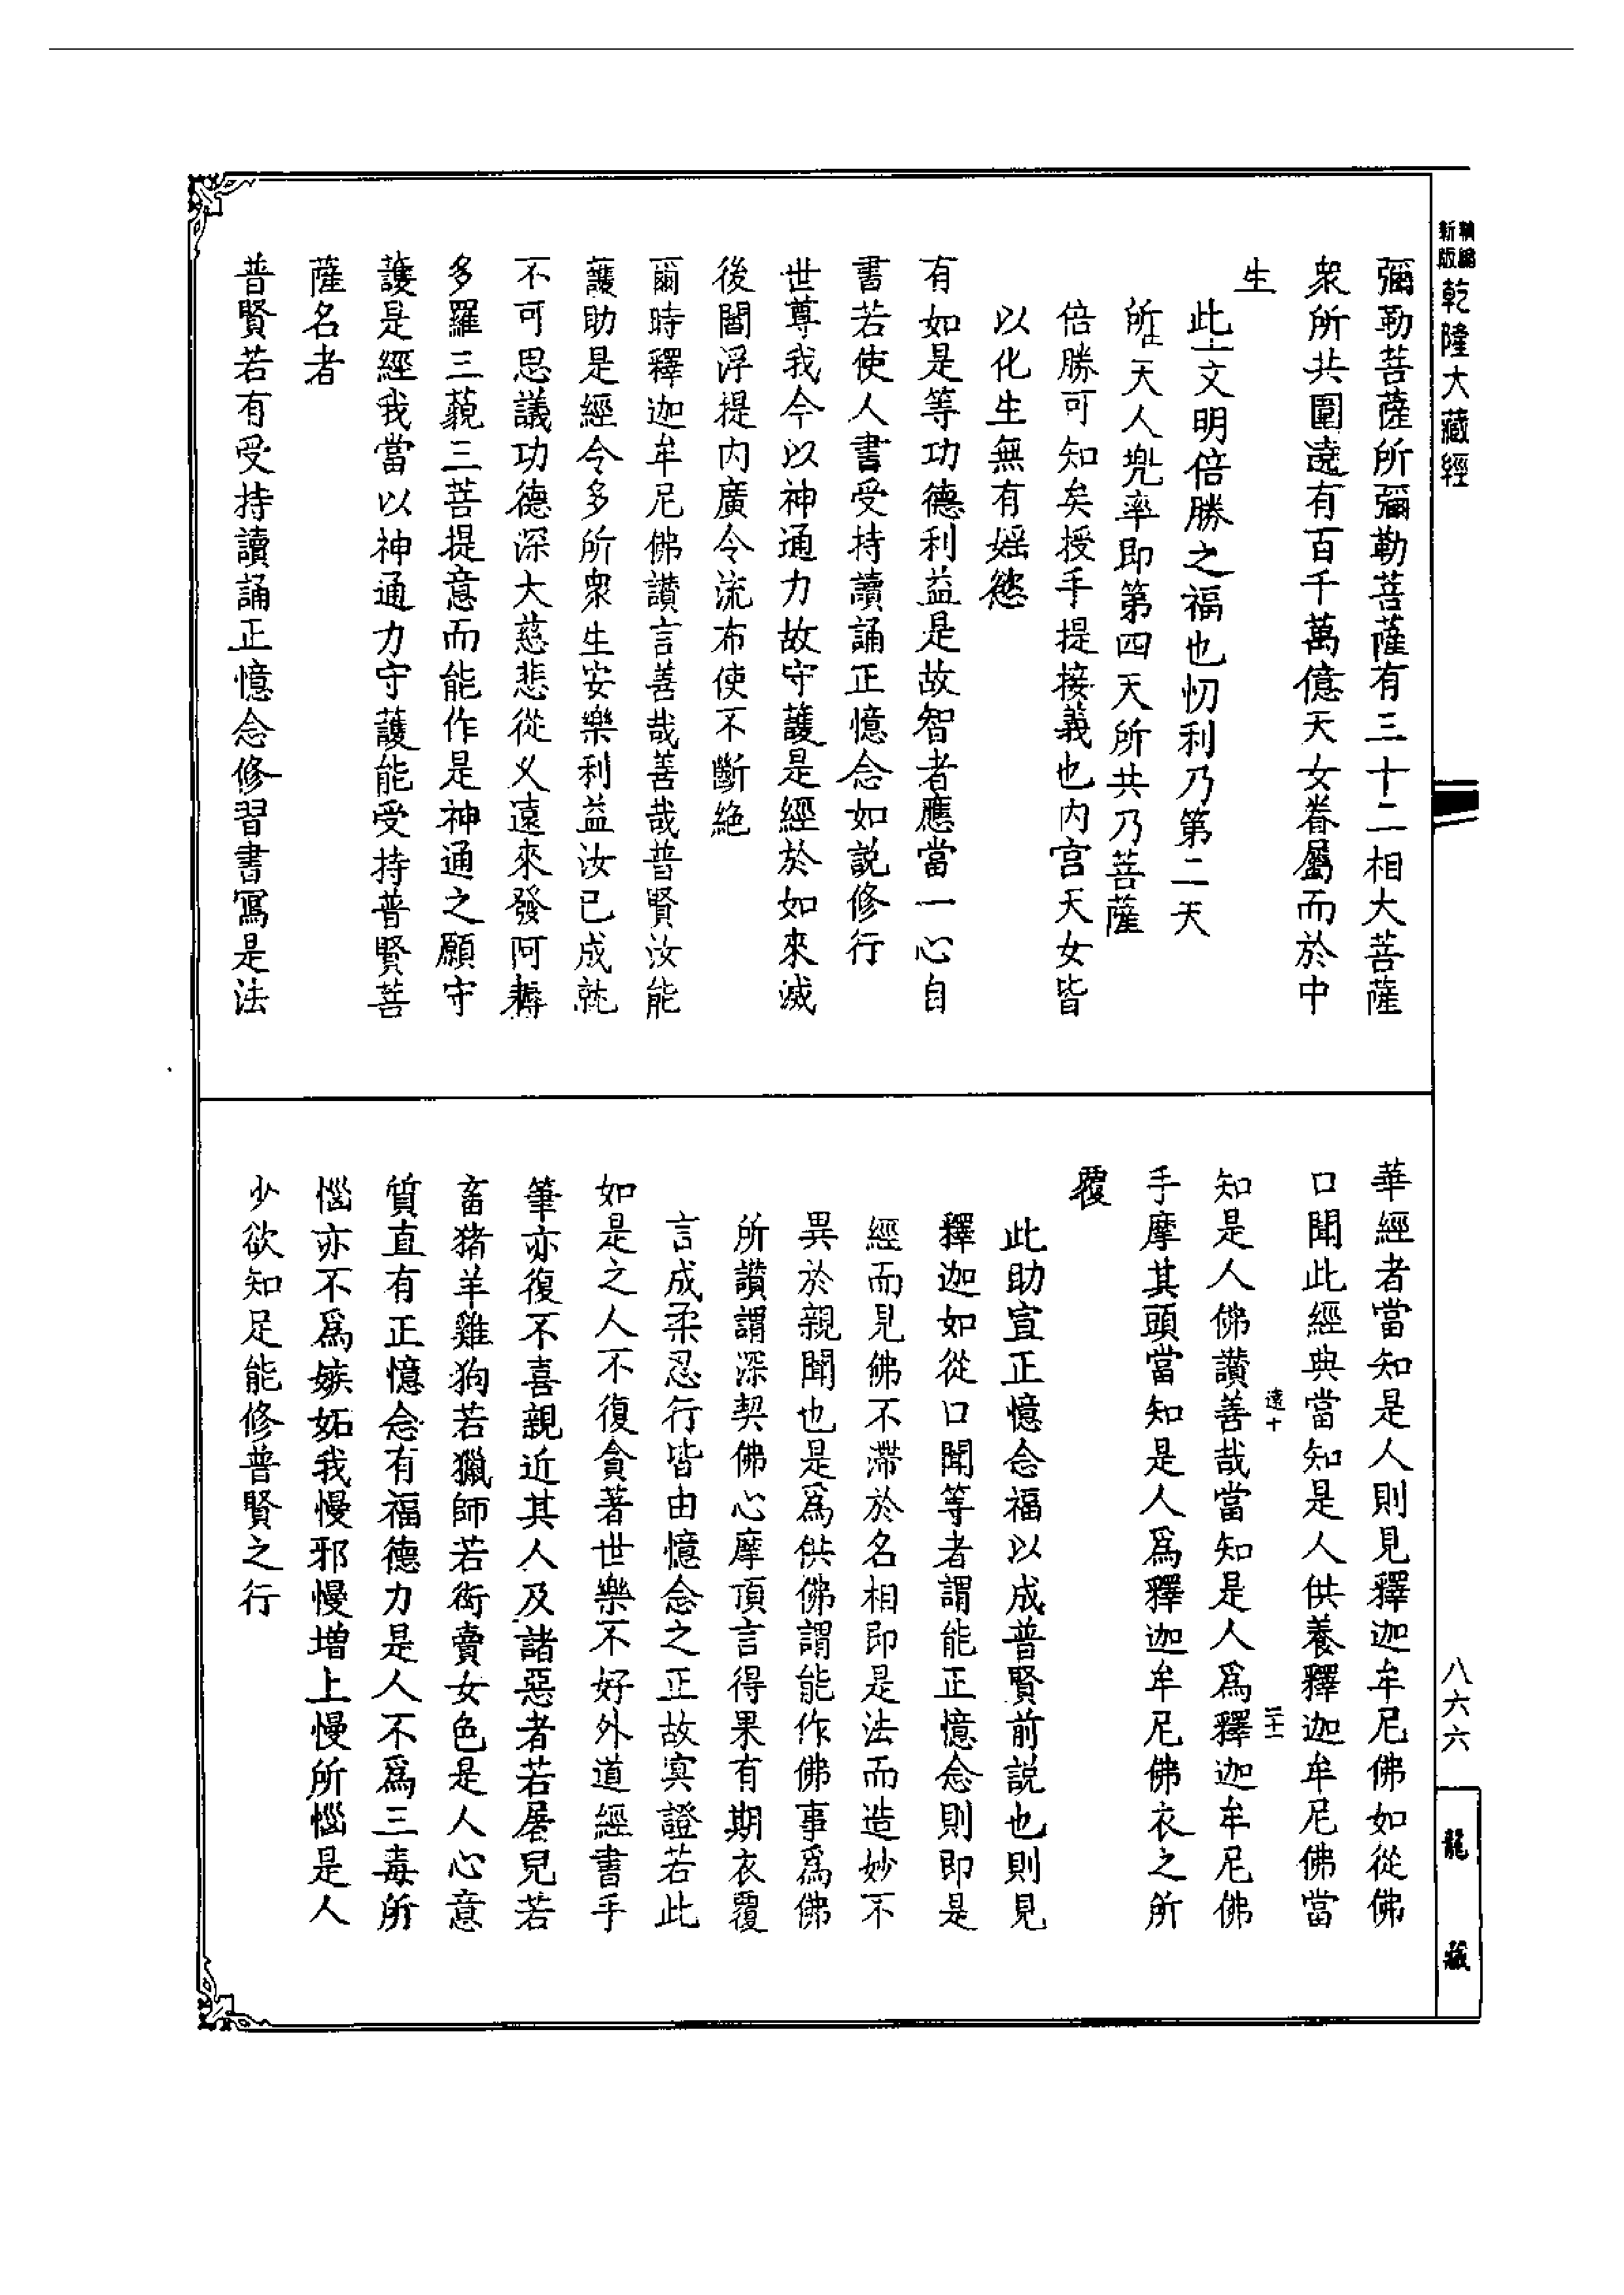 精編
新版
乾隆大藏經
彌勒菩薩所彌勒菩薩有三十二相大菩薩
衆所共圍遶有百千萬億天女眷屬而於中
生
此上文明倍勝之福也忉利乃第二天
所住天人兜率即第四天所共乃菩薩
倍勝可知矣授手提接義也内宫天女皆
以化生無有婬慾
有如是等功德利益是故智者應當一心自
書若使人書受持讀誦正憶念如說修行
世尊我今以神通力故守護是經於如來滅
後閻浮提内廣令流布使不斷絶
爾時釋迦牟尼佛讚言善哉善哉普賢汝能
護助是經令多所衆生安樂利益汝已成就
不可思議功德深大慈悲從乆遠來發阿耨
多羅三藐三菩提意而能作是神通之願守
護是經我當以神通力守護能受持普賢菩
薩名者
普賢若有受持讀誦正憶念修習書寫是法
華經者當知是人則見釋迦牟尼佛如從佛
口聞此經典當知是人供養釋迦牟尼佛當
遠十
二十一
知是人佛讚善哉當知是人爲釋迦牟尼佛
手摩其頭當知是人爲釋迦牟尼佛衣之所
覆
此助宣正憶念福以成普賢前説也則見
釋迦如從口聞等者謂能正憶念則即是
經而見佛不滯於名相即是法而造妙不
異於親聞也是爲供佛謂能作佛事爲佛
所讚謂深契佛心摩頂言得果有期衣覆
言成柔忍行皆由憶念之正故冥證若此
如是之人不復貪著世樂不好外道經書手
筆亦復不喜親近其人及諸惡者若屠兒若
畜猪羊雞狗若獵師若衒賣女色是人心意
質直有正憶念有福德力是人不爲三毒所
惱亦不爲嫉妬我慢邪慢增上慢所惱是人
少欲知足能修普賢之行
八六六
龍藏